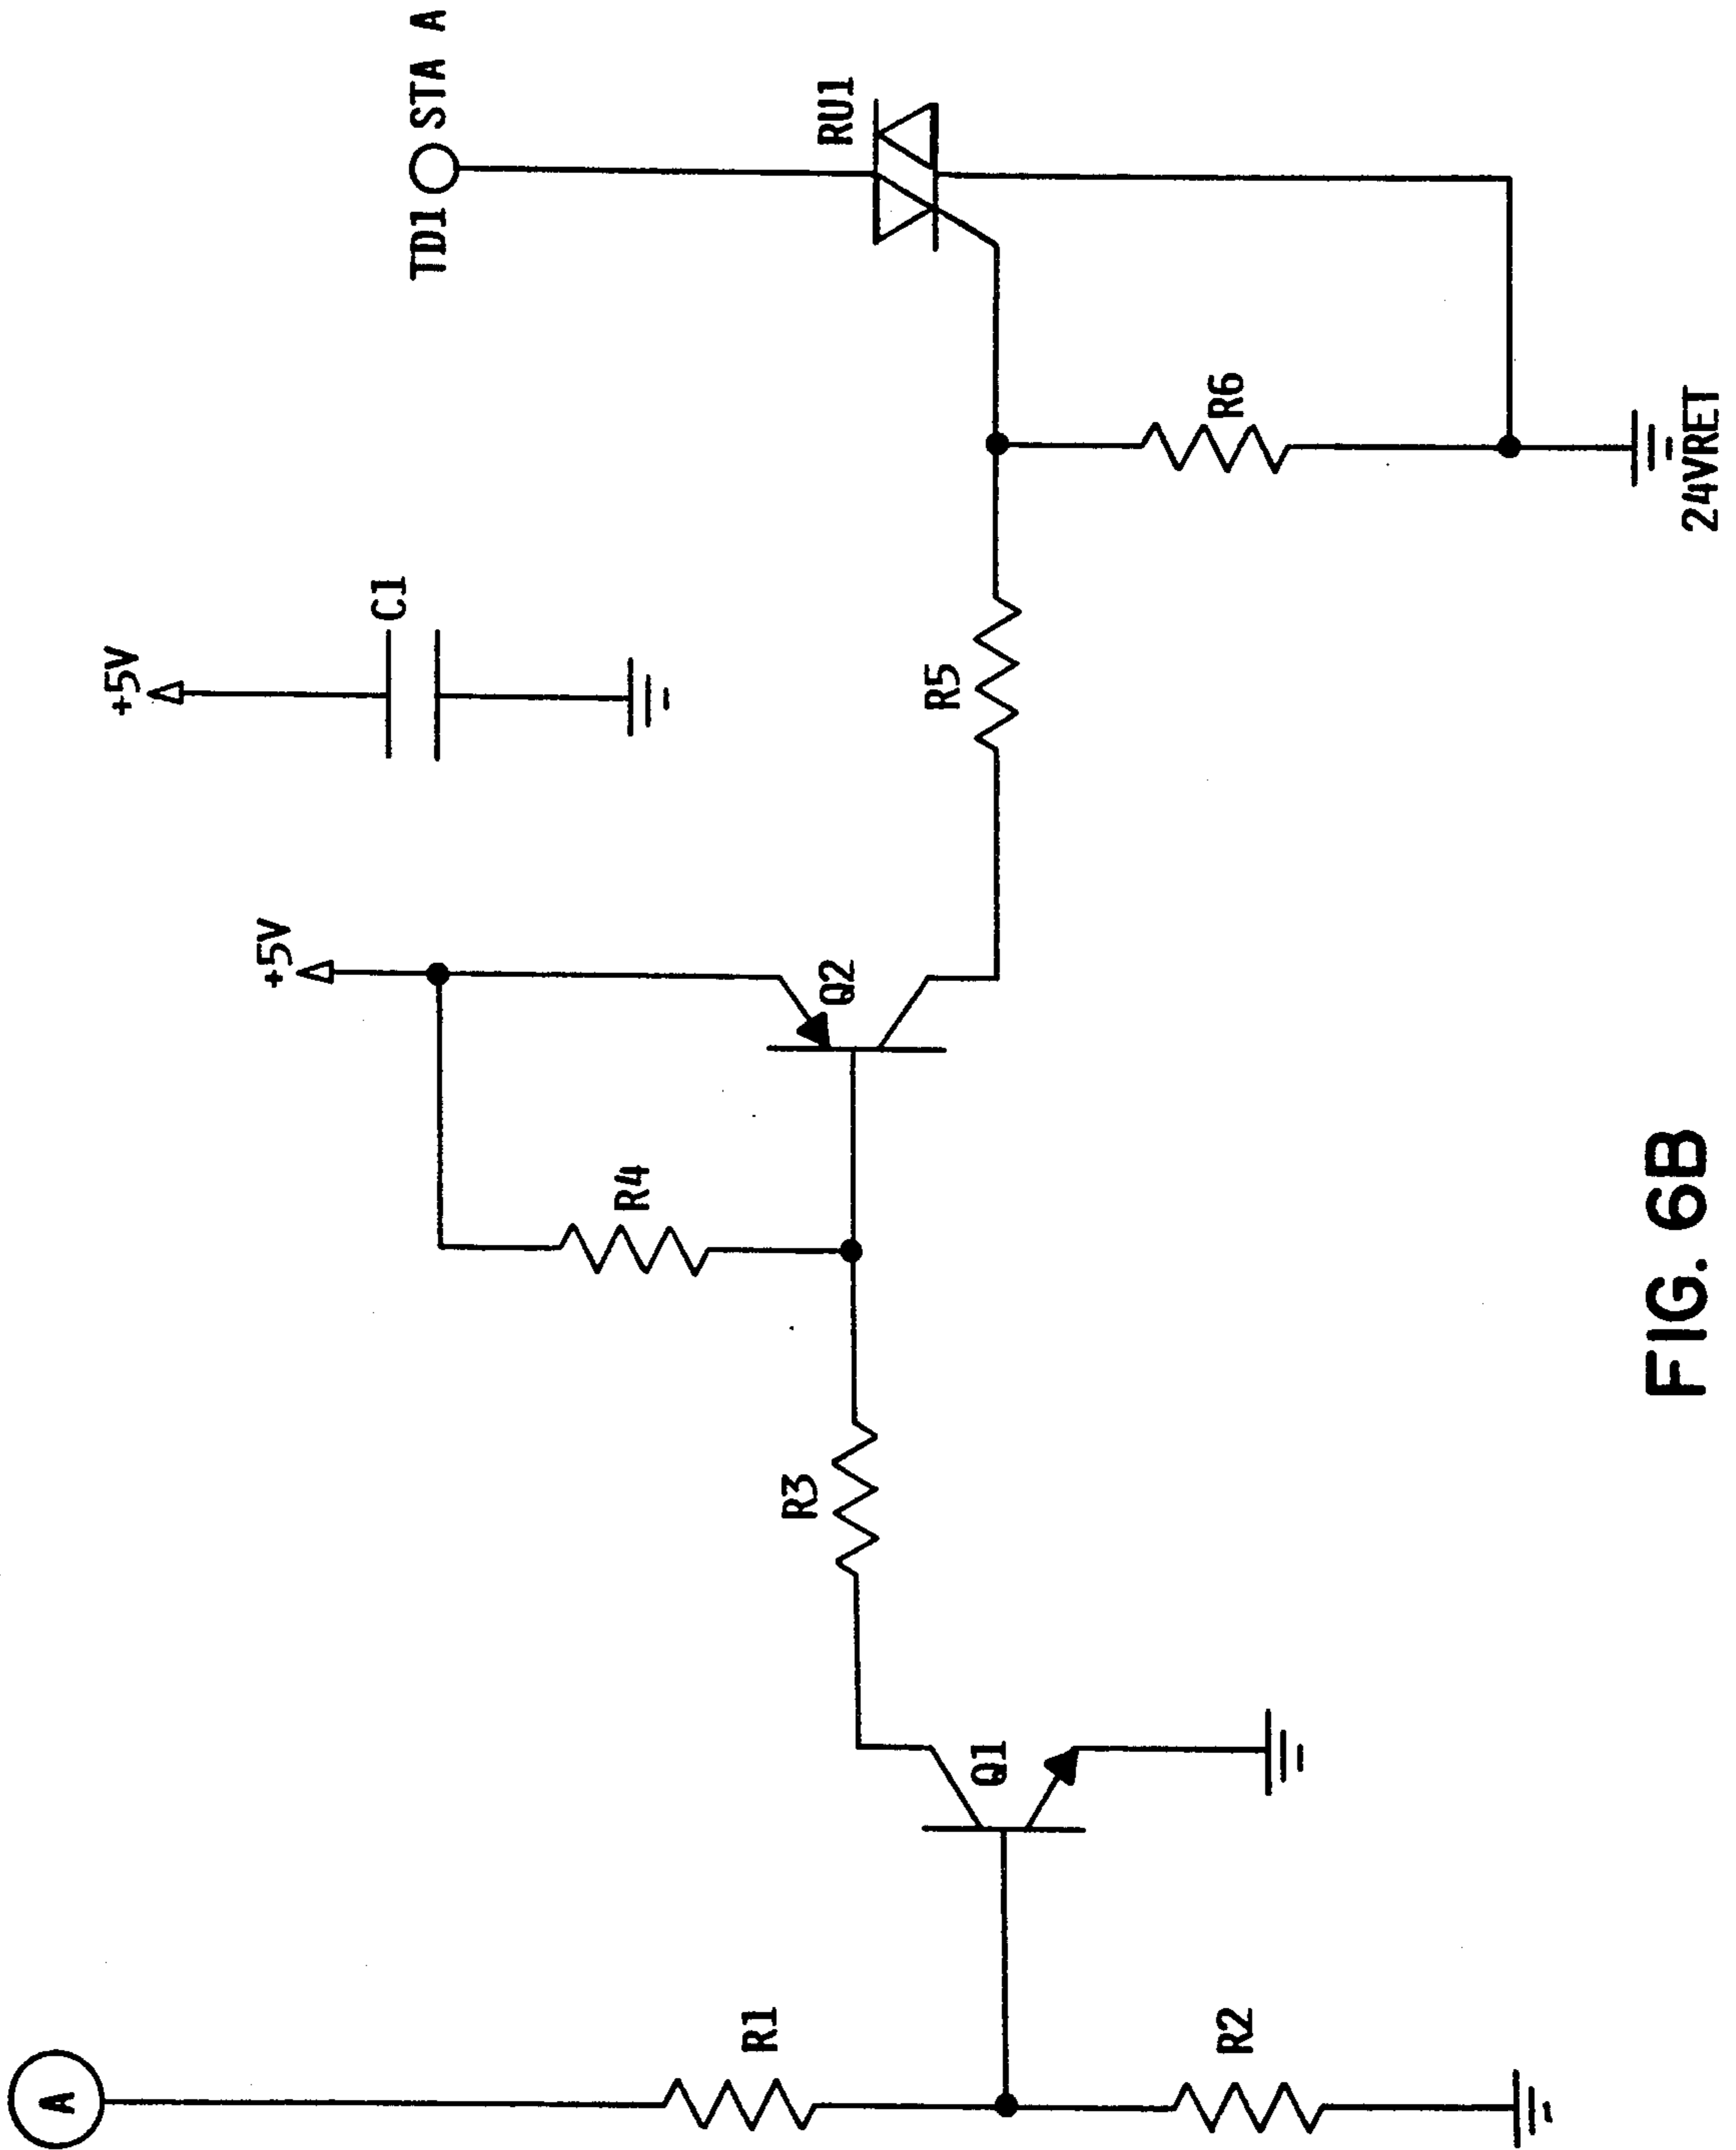 A
R1
R2
Q1
R3
R4
+5V
Q2
+5V
C1
R5
R6
24VRET
TD1
STA A
RU1
FIG. 6B